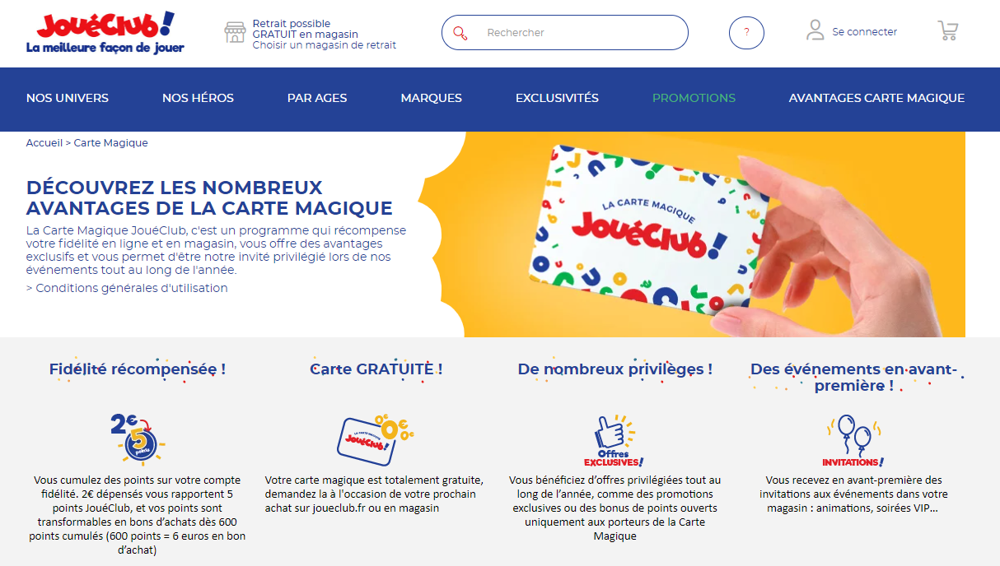 JouéClub!
La meilleure façon de jouer
Retrait possible
GRATUIT en magasin
Choisir un magasin de retrait
Rechercher
?
Se connecter
NOS UNIVERS
NOS HÉROS
PAR AGES
MARQUES
EXCLUSIVITÉS
PROMOTIONS
AVANTAGES CARTE MAGIQUE
Accueil > Carte Magique
DÉCOUVREZ LES NOMBREUX
AVANTAGES DE LA CARTE MAGIQUE
La Carte Magique JouéClub, c'est un programme qui récompense
votre fidélité en ligne et en magasin, vous offre des avantages
exclusifs et vous permet d'être notre invité privilégié lors de nos
événements tout au long de l'année.
> Conditions générales d'utilisation
LA CARTE MAGIQUE
JouéClub!
Fidélité récompensée !
2€
5
points
Vous cumulez des points sur votre compte
fidélité. 2€ dépensés vous rapportent 5
points JouéClub, et vos points sont
transformables en bons d'achats dès 600
points cumulés (600 points = 6 euros en bon
d'achat)
Carte GRATUITE !
LA CARTE MAGIQUE
JouéClub!
0€
0€
0€
Votre carte magique est totalement gratuite,
demandez la à l'occasion de votre prochain
achat sur joueclub.fr ou en magasin
De nombreux privilèges !
Offres
EXCLUSIVES!
Vous bénéficiez d’offres privilégiées tout au
long de l’année, comme des promotions
exclusives ou des bonus de points ouverts
uniquement aux porteurs de la Carte
Magique
Des événements en avant-
première !
INVITATIONS!
Vous recevez en avant-première des
invitations aux événements dans votre
magasin : animations, soirées VIP...